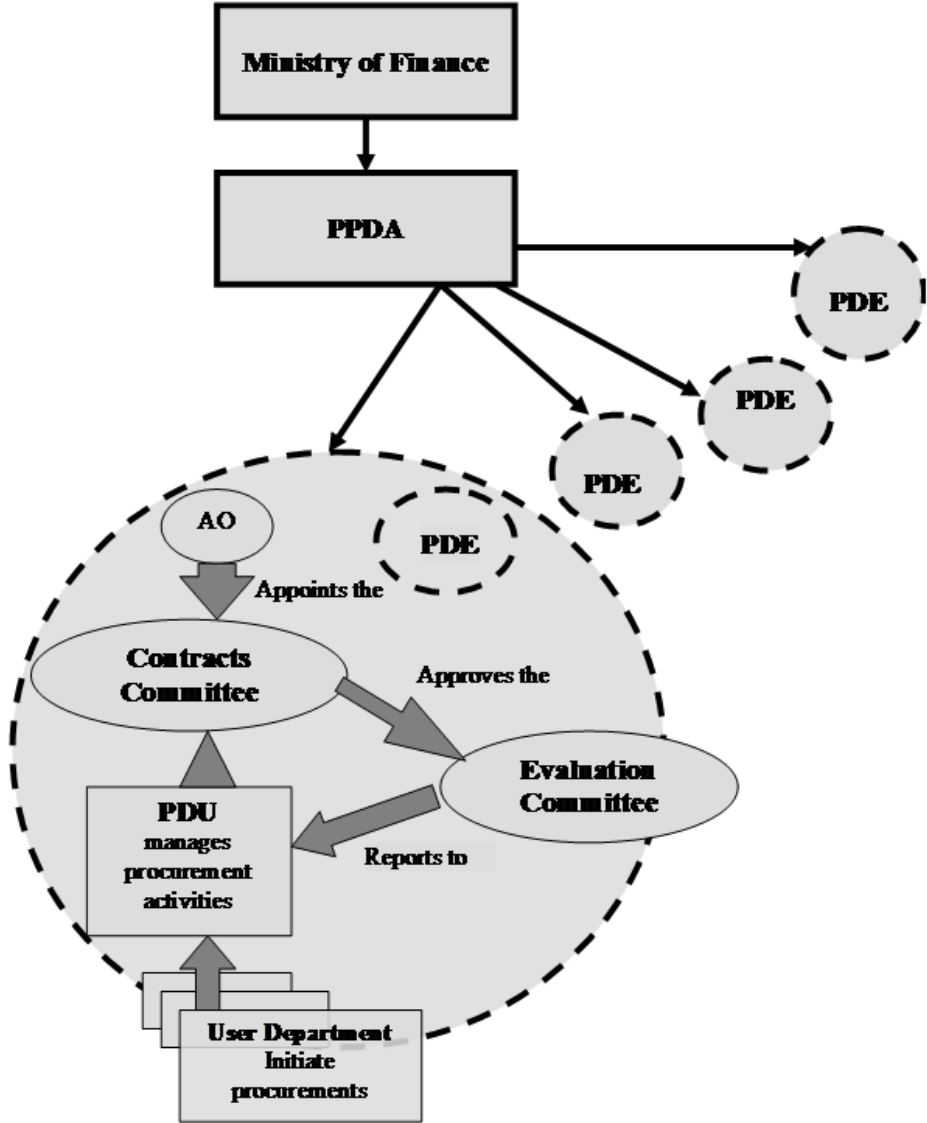 Ministry of Finance
PPDA
PDE
PDE
PDE
AO
PDE
Appoints the
Contracts
Committee
Approves the
Evaluation
Committee
PDU
manages
procurement
activities
Reports to
User Department
Initiate
procurements